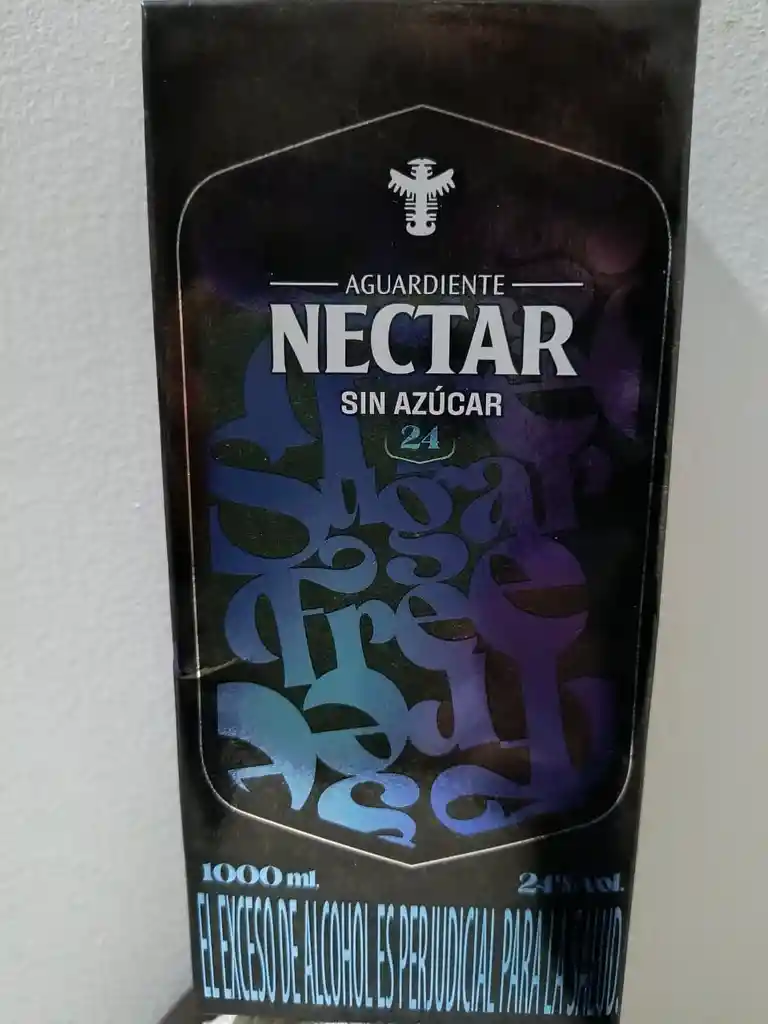 AGUARDIENTE
NECTAR
SIN AZÚCAR
24
Sugar
Free
1000 ml.
24% vol.
EL EXCESO DE ALCOHOL ES PERJUDICIAL PARA LA SALUD.